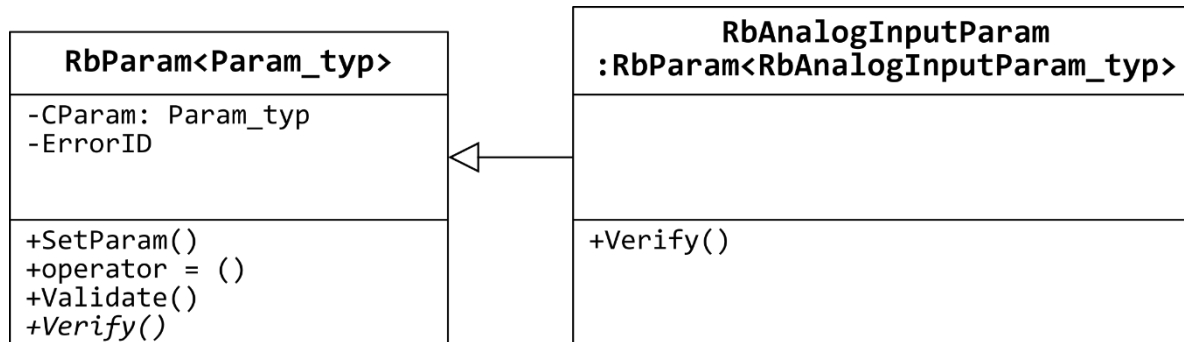 RbParam<Param_typ>
-CParam: Param_typ
-ErrorID
+SetParam()
+operator = ()
+Validate()
+Verify()
RbAnalogInputParam
:RbParam<RbAnalogInputParam_typ>
+Verify()